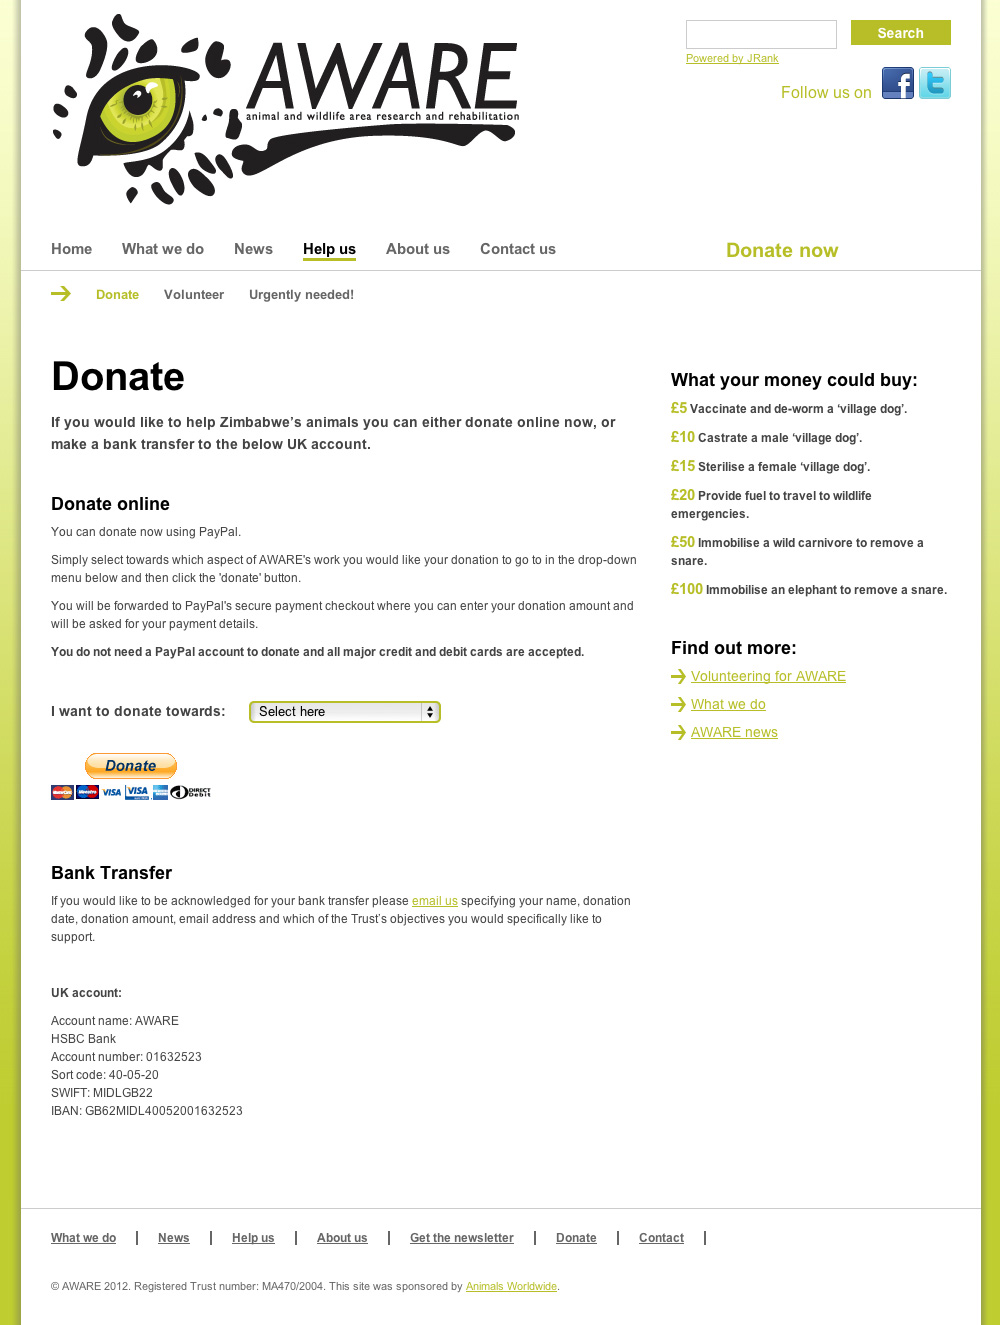 AWARE
animal and wildlife area research and rehabilitation
Search
Powered by JRank
Follow us on
Home What we do News Help us About us Contact us Donate now
Donate Volunteer Urgently needed!
Donate
If you would like to help Zimbabwe’s animals you can either donate online now, or
make a bank transfer to the below UK account.
Donate online
You can donate now using PayPal.
Simply select towards which aspect of AWARE's work you would like your donation to go to in the drop-down
menu below and then click the 'donate' button.
You will be forwarded to PayPal's secure payment checkout where you can enter your donation amount and
will be asked for your payment details.
You do not need a PayPal account to donate and all major credit and debit cards are accepted.
I want to donate towards: Select here
Donate
MasterCard Maestro VISA VISA DIRECT Debit
Bank Transfer
If you would like to be acknowledged for your bank transfer please email us specifying your name, donation
date, donation amount, email address and which of the Trust’s objectives you would specifically like to
support.
UK account:
Account name: AWARE
HSBC Bank
Account number: 01632523
Sort code: 40-05-20
SWIFT: MIDLGB22
IBAN: GB62MIDL40052001632523
What your money could buy:
£5 Vaccinate and de-worm a ‘village dog’.
£10 Castrate a male ‘village dog’.
£15 Sterilise a female ‘village dog’.
£20 Provide fuel to travel to wildlife
emergencies.
£50 Immobilise a wild carnivore to remove a
snare.
£100 Immobilise an elephant to remove a snare.
Find out more:
Volunteering for AWARE
What we do
AWARE news
What we do | News | Help us | About us | Get the newsletter | Donate | Contact |
© AWARE 2012. Registered Trust number: MA470/2004. This site was sponsored by Animals Worldwide.